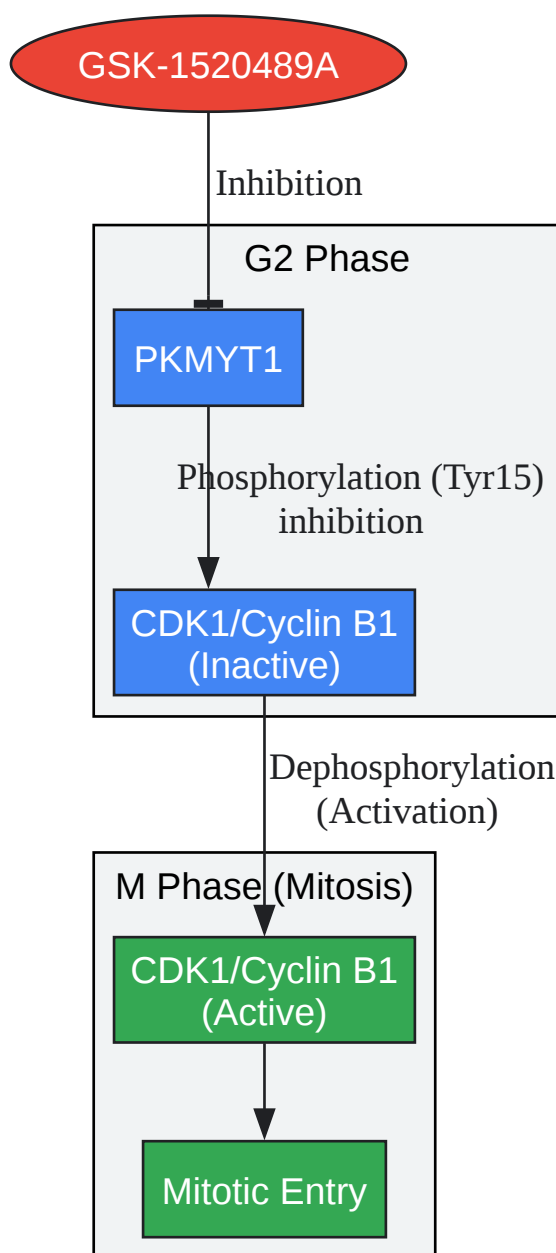 GSK-1520489A
Inhibition
G2 Phase
PKMYT1
Phosphorylation (Tyr15)
inhibition
CDK1/Cyclin B1
(Inactive)
Dephosphorylation
(Activation)
M Phase (Mitosis)
CDK1/Cyclin B1
(Active)
Mitotic Entry